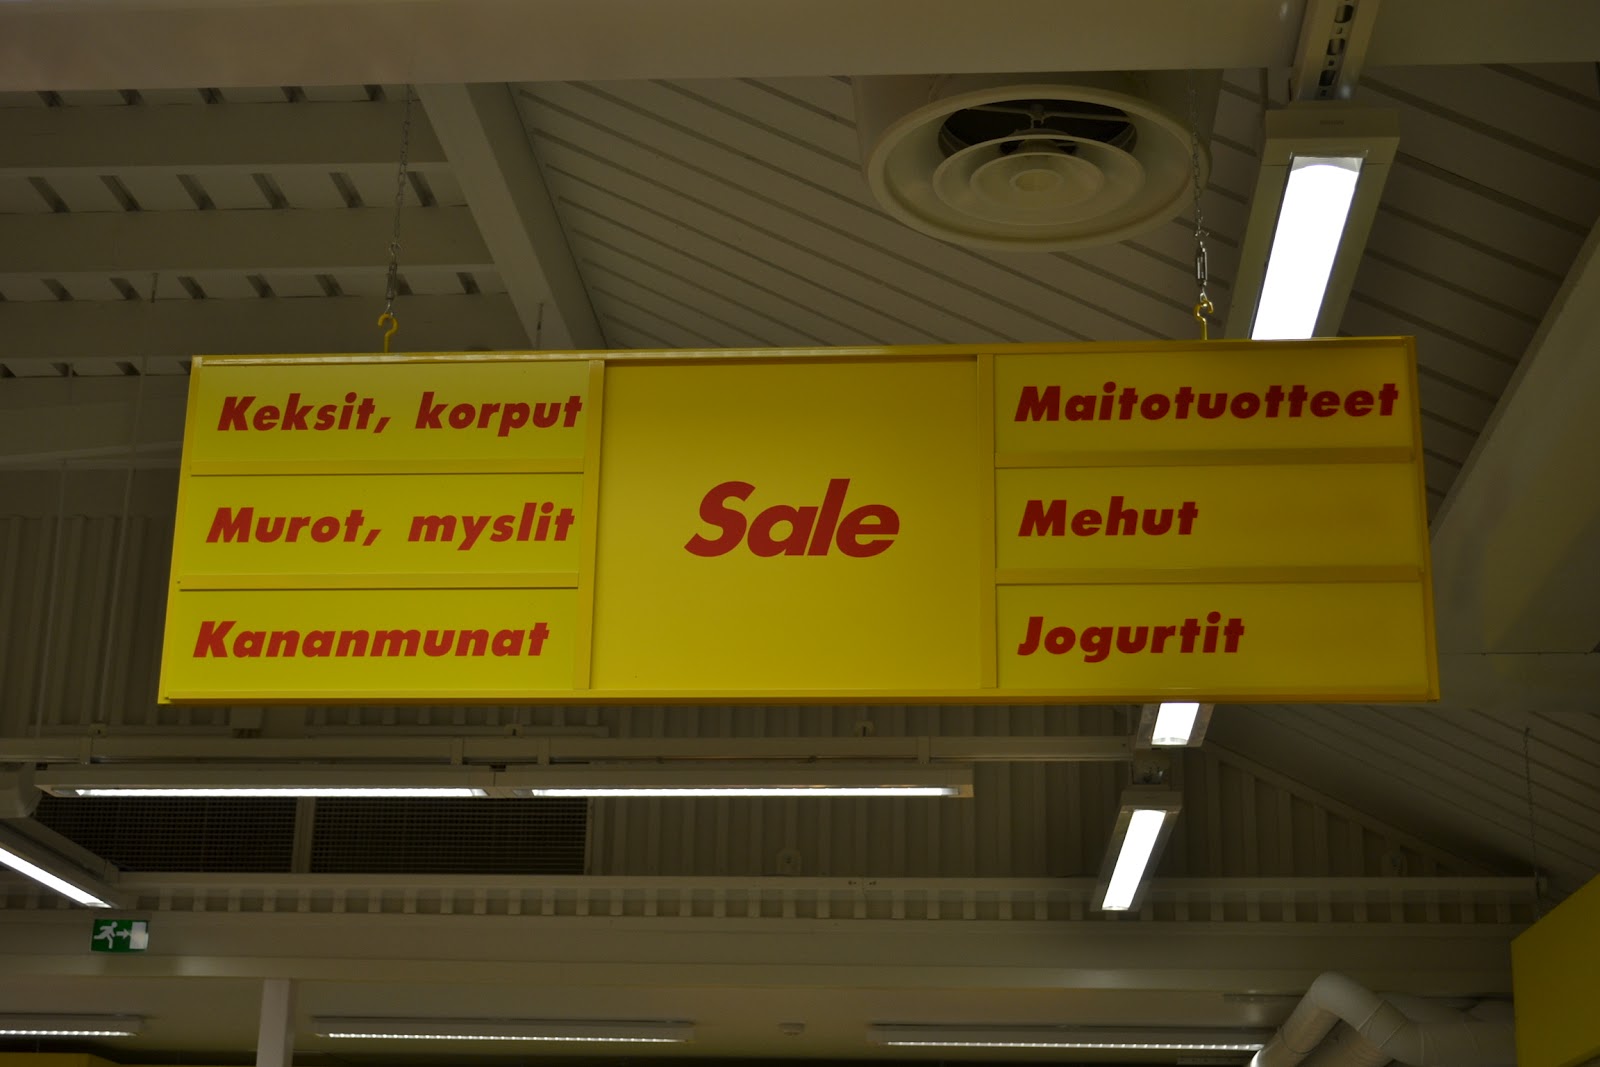 Keksit, korput
Murot, myslit
Kananmunat
Sale
Maitotuotteet
Mehut
Jogurtit